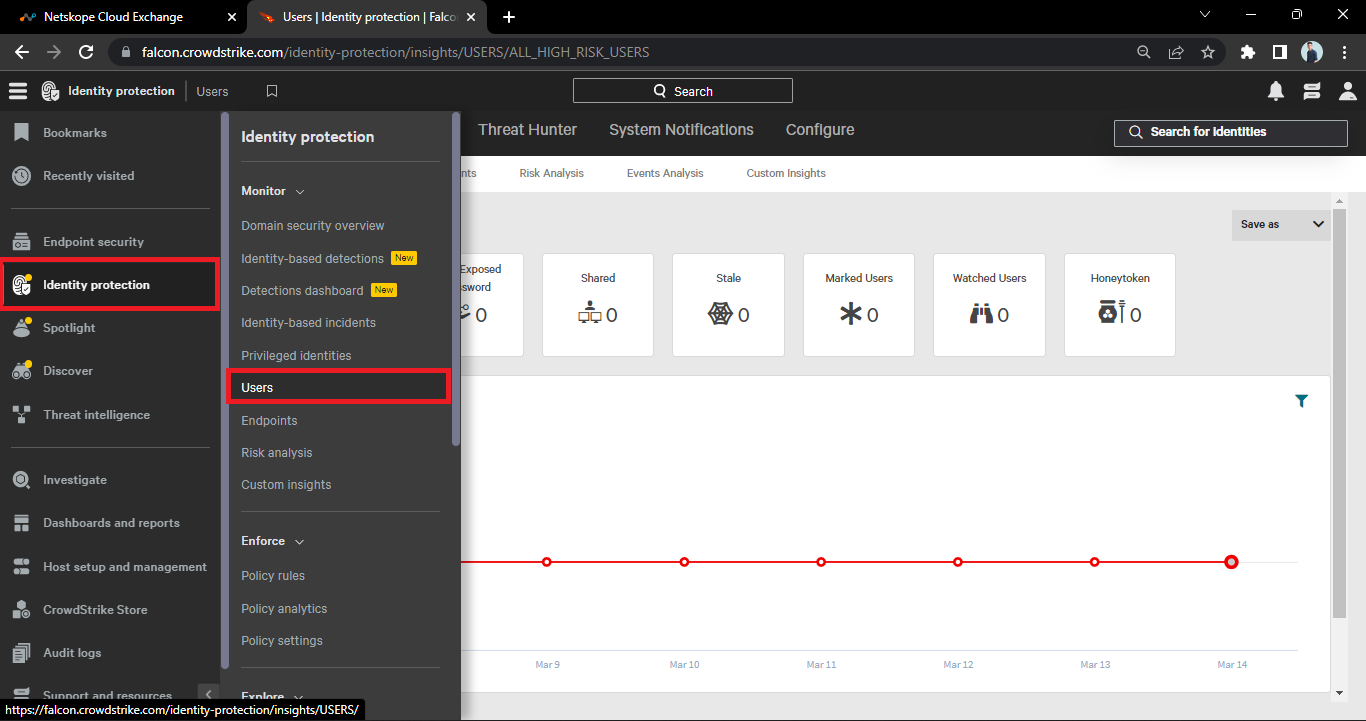 Netskope Cloud Exchange
Users | Identity protection | Falco
falcon.crowdstrike.com/identity-protection/insights/USERS/ALL_HIGH_RISK_USERS
Identity protection
Users
Search
Bookmarks
Recently visited
Endpoint security
Identity protection
Spotlight
Discover
Threat intelligence
Investigate
Dashboards and reports
Host setup and management
CrowdStrike Store
Audit logs
Support and resources
Identity protection
Monitor
Domain security overview
Identity-based detections New
Detections dashboard New
Identity-based incidents
Privileged identities
Users
Endpoints
Risk analysis
Custom insights
Enforce
Policy rules
Policy analytics
Policy settings
Explore
Threat Hunter
System Notifications
Configure
Search for Identities
nts
Risk Analysis
Events Analysis
Custom Insights
Save as
Exposed
sword
0
Shared
0
Stale
0
Marked Users
0
Watched Users
0
Honeytoken
0
Mar 9
Mar 10
Mar 11
Mar 12
Mar 13
Mar 14
https://falcon.crowdstrike.com/identity-protection/insights/USERS/